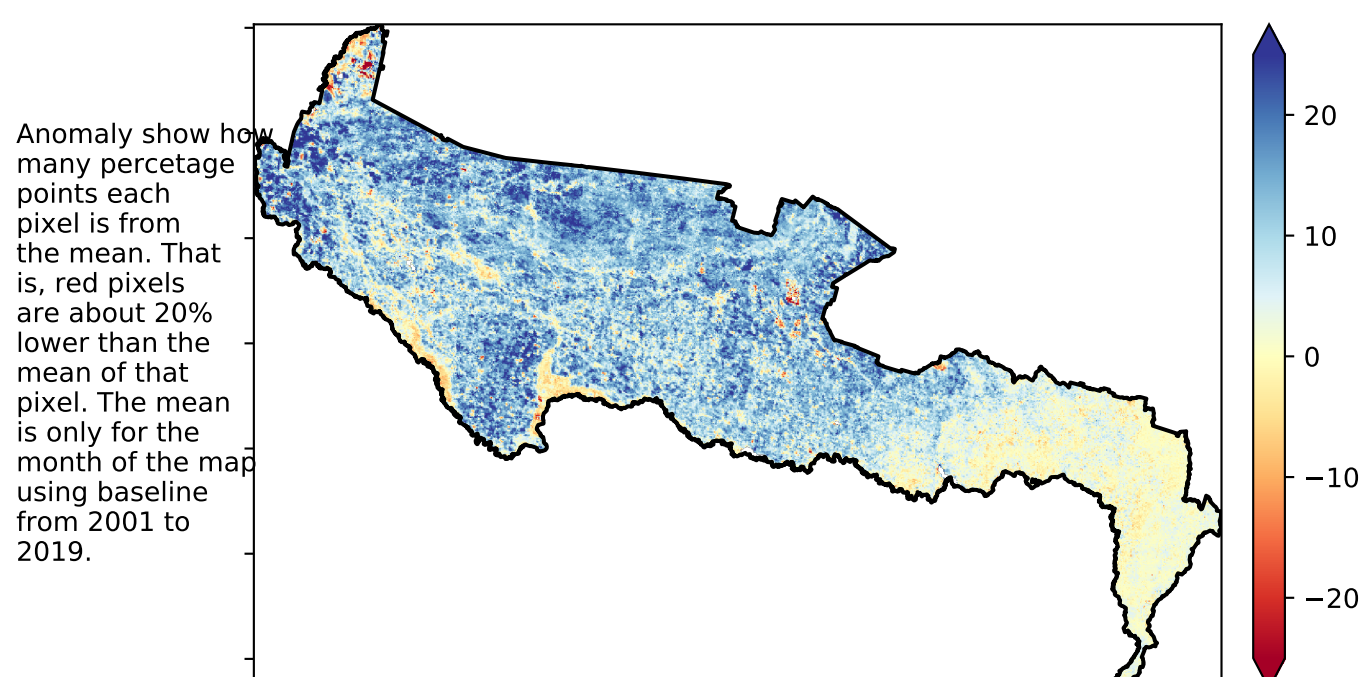 Anomaly show how
many percetage
points each
pixel is from
the mean. That
is, red pixels
are about 20%
lower than the
mean of that
pixel. The mean
is only for the
month of the map
using baseline
from 2001 to
2019.
20
10
0
−10
−20